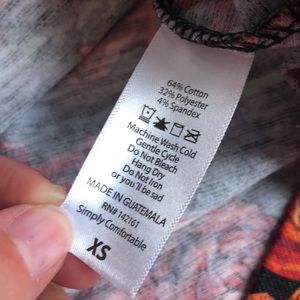 64% Cotton
32% Polyester
4% Spandex
Machine Wash Cold
Gentle Cycle
Do Not Bleach
Hang Dry
Do Not Iron
or you'll be sad
MADE IN GUATEMALA
RN# 142161
Simply Comfortable
XS